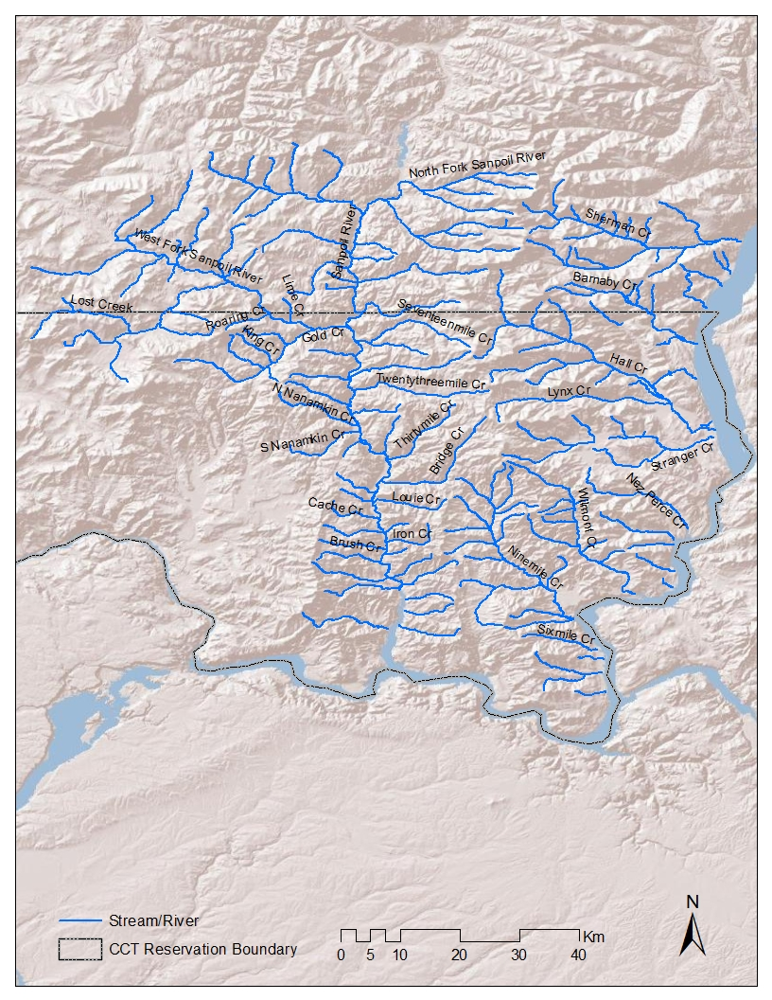 North Fork Sanpoil River
Sherman Cr
Sanpoil River
West Fork Sanpoil River
Barnaby Cr
Lime Cr
Lost Creek
Roaring Cr
Seventeenmile Cr
King Cr
Gold Cr
Hall Cr
Twentythreemile Cr
Lynx Cr
N Nanamkin Cr
Thirtymile Cr
S Nanamkin Cr
Bridge Cr
Stranger Cr
Nez Perce Cr
Wilmont Cr
Louie Cr
Cache Cr
Iron Cr
Brush Cr
Ninemile Cr
Sixmile Cr
N
Stream/River
CCT Reservation Boundary
Km
0 5 10 20 30 40